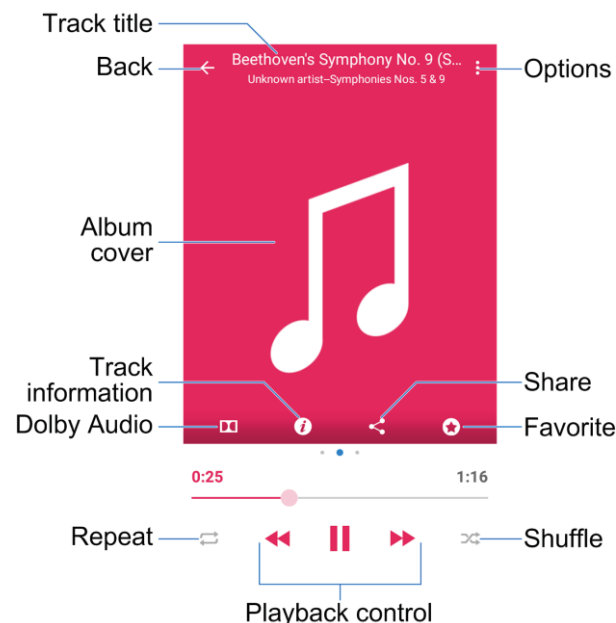 Track title
Back
Beethoven's Symphony No. 9 (S...
Unknown artist–Symphonies Nos. 5 & 9
Options
Album
cover
Track
information
Share
Dolby Audio
Favorite
0:25
1:16
Repeat
Shuffle
Playback control